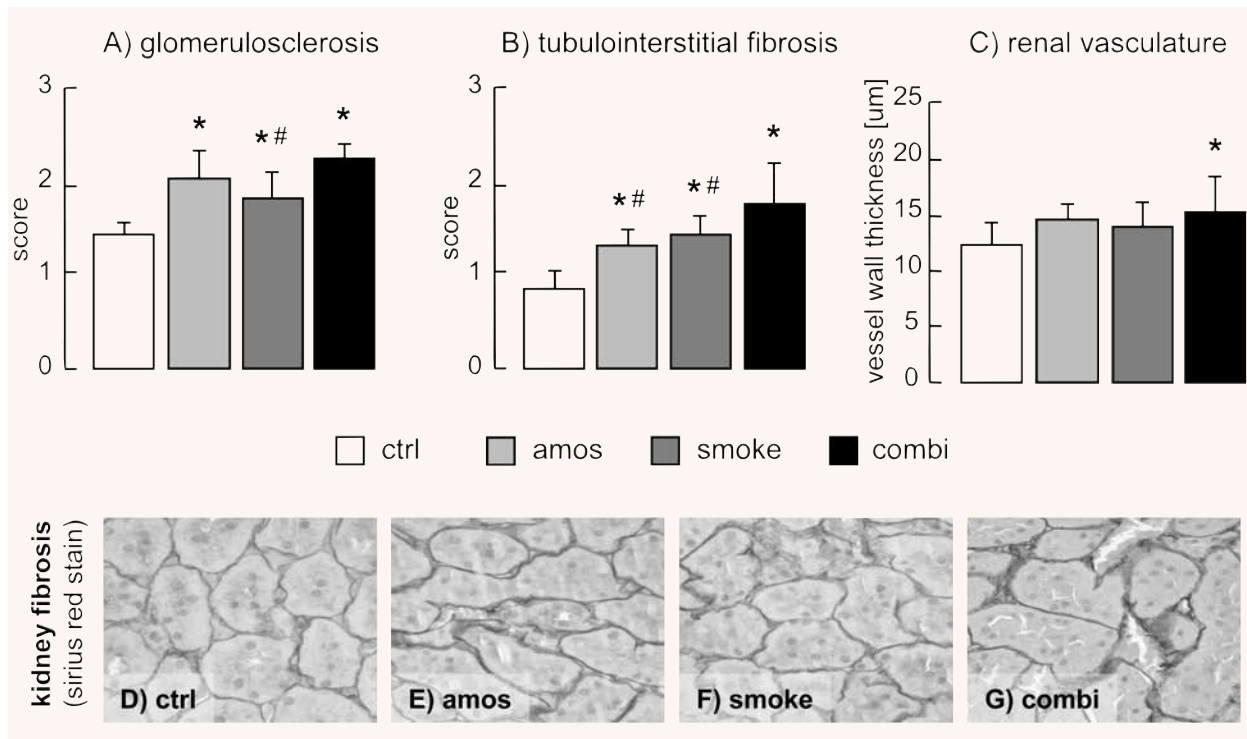 A) glomerulosclerosis
B) tubulointerstitial fibrosis
C) renal vasculature
score
3
2
1
0
*
* #
*
score
3
2
1
0
* #
* #
*
vessel wall thickness [um]
25
20
15
10
5
0
*
ctrl
amos
smoke
combi
kidney fibrosis
(sirius red stain)
D) ctrl
E) amos
F) smoke
G) combi